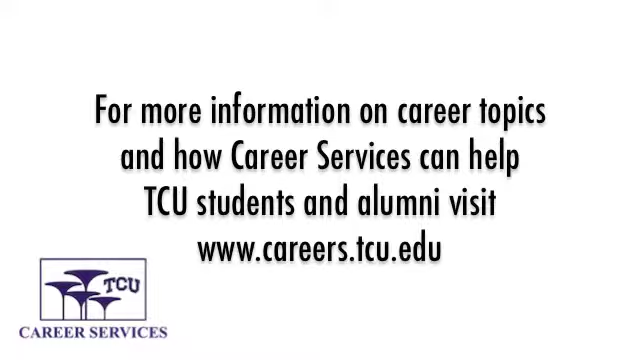 For more information on career topics
and how Career Services can help
TCU students and alumni visit
www.careers.tcu.edu
TCU
CAREER SERVICES